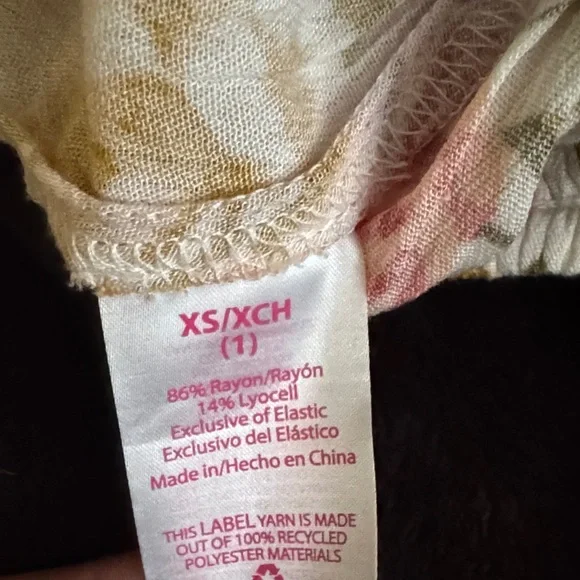 XS/XCH
(1)
86% Rayon/Rayón
14% Lyocell
Exclusive of Elastic
Exclusivo del Elástico
Made in/Hecho en China
THIS LABEL YARN IS MADE
OUT OF 100% RECYCLED
POLYESTER MATERIALS